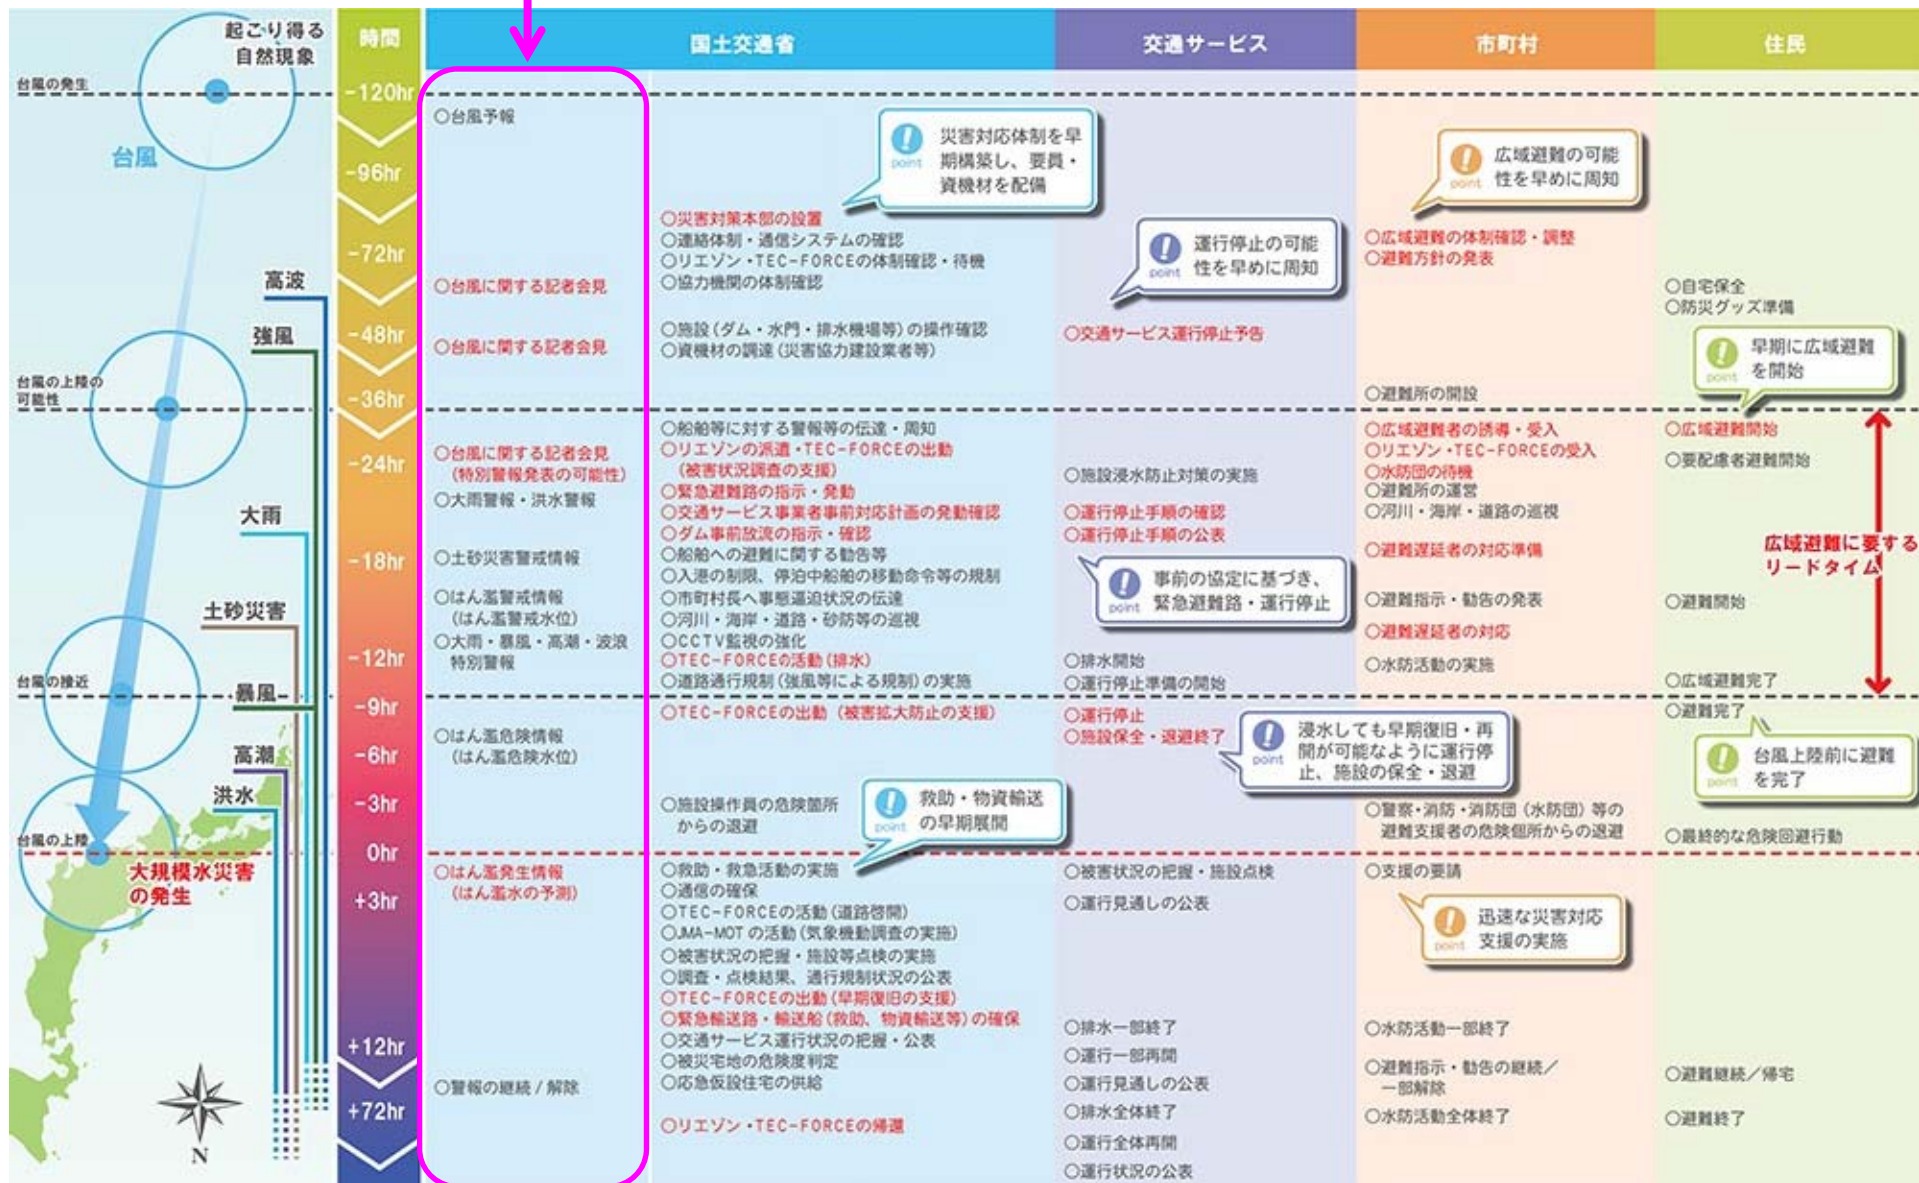 起こり得る
自然現象
台風の発生
台風
高波
強風
台風の上陸の
可能性
大雨
土砂災害
台風の接近
暴風
高潮
洪水
台風の上陸
大規模水災害
の発生
N
時間
-120hr
-96hr
-72hr
-48hr
-36hr
-24hr
-18hr
-12hr
-9hr
-6hr
-3hr
0hr
+3hr
+12hr
+72hr
国土交通省
○台風予報
○台風に関する記者会見
○台風に関する記者会見
○台風に関する記者会見
(特別警報発表の可能性)
○大雨警報・洪水警報
○土砂災害警戒情報
○はん濫警戒情報
(はん濫警戒水位)
○大雨・暴風・高潮・波浪
特別警報
○はん濫危険情報
(はん濫危険水位)
○はん濫発生情報
(はん濫水の予測)
○警報の継続/解除
! point
災害対応体制を早
期構築し、要員・
資機材を配備
○災害対策本部の設置
○連絡体制・通信システムの確認
○リエゾン・TEC-FORCEの体制確認・待機
○協力機関の体制確認
○施設(ダム・水門・排水機場等)の操作確認
○資機材の調達(災害協力建設業者等)
○船舶等に対する警報等の伝達・周知
○リエゾンの派遣・TEC-FORCEの出動
(被害状況調査の支援)
○緊急避難路の指示・発動
○交通サービス事業者事前対応計画の発動確認
○ダム事前放流の指示・確認
○船舶への避難に関する勧告等
○入港の制限、停泊中船舶の移動命令等の規制
○市町村長へ事態逼迫状況の伝達
○河川・海岸・道路・砂防等の巡視
○CCTV監視の強化
○TEC-FORCEの活動(排水)
○道路通行規制(強風等による規制)の実施
○TEC-FORCEの出動(被害拡大防止の支援)
○施設操作員の危険箇所
からの退避
! point
救助・物資輸送
の早期展開
○救助・救急活動の実施
○通信の確保
○TEC-FORCEの活動(道路啓開)
○JMA-MOTの活動(気象機動調査の実施)
○被害状況の把握・施設等点検の実施
○調査・点検結果、通行規制状況の公表
○TEC-FORCEの出動(早期復旧の支援)
○緊急輸送路・輸送船(救助、物資輸送等)の確保
○交通サービス運行状況の把握・公表
○被災宅地の危険度判定
○応急仮設住宅の供給
○リエゾン・TEC-FORCEの帰還
交通サービス
! point
運行停止の可能
性を早めに周知
○交通サービス運行停止予告
○施設浸水防止対策の実施
○運行停止手順の確認
○運行停止手順の公表
! point
事前の協定に基づき、
緊急避難路・運行停止
○排水開始
○運行停止準備の開始
○運行停止
○施設保全・退避終了
! point
浸水しても早期復旧・再
開が可能なように運行停
止、施設の保全・退避
○被害状況の把握・施設点検
○運行見通しの公表
○排水一部終了
○運行一部再開
○運行見通しの公表
○排水全体終了
○運行全体再開
○運行状況の公表
市町村
! point
広域避難の可能
性を早めに周知
○広域避難の体制確認・調整
○避難方針の発表
○避難所の開設
○広域避難者の誘導・受入
○リエゾン・TEC-FORCEの受入
○水防団の待機
○避難所の運営
○河川・海岸・道路の巡視
○避難遅延者の対応準備
○避難指示・勧告の発表
○避難遅延者の対応
○水防活動の実施
○警察・消防・消防団(水防団)等の
避難支援者の危険個所からの退避
○支援の要請
! point
迅速な災害対応
支援の実施
○水防活動一部終了
○避難指示・勧告の継続/
一部解除
○水防活動全体終了
住民
○自宅保全
○防災グッズ準備
! point
早期に広域避難
を開始
○広域避難開始
○要配慮者避難開始
広域避難に要する
リードタイム
○避難開始
○広域避難完了
○避難完了
! point
台風上陸前に避難
を完了
○最終的な危険回避行動
○避難継続/帰宅
○避難終了